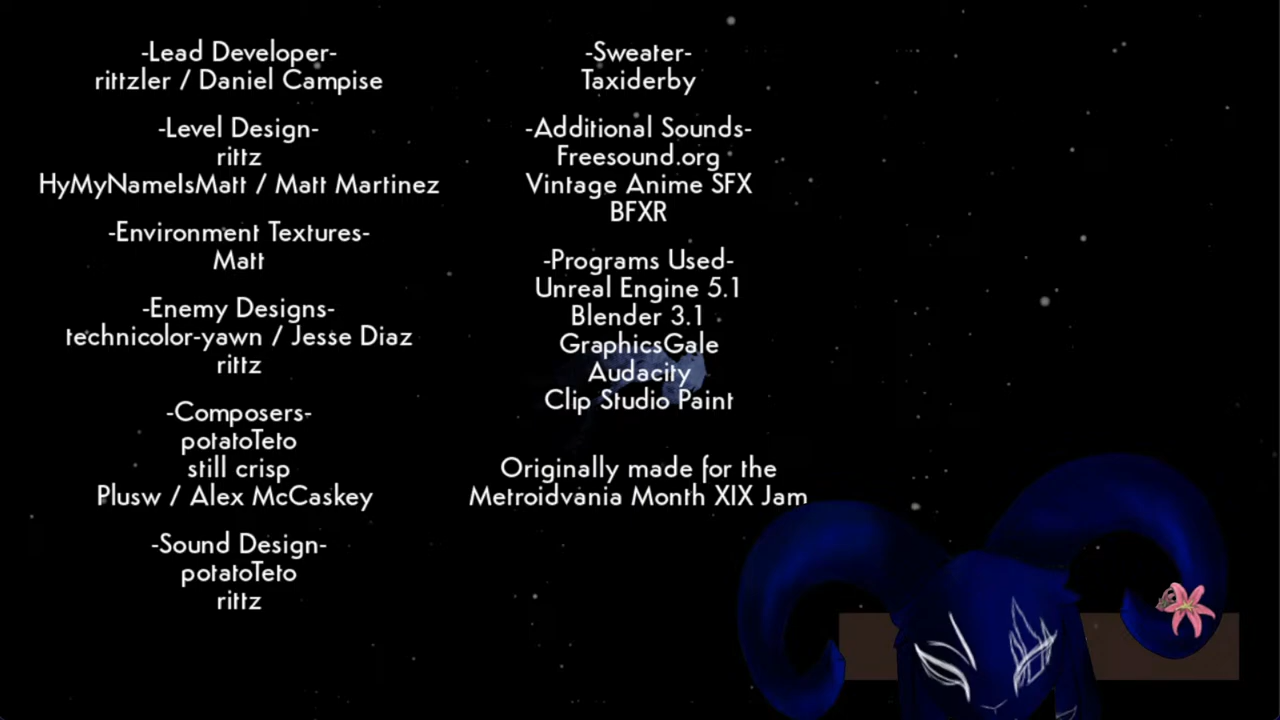 -Lead Developer-
rittzler / Daniel Campise
-Level Design-
rittz
HyMyNameIsMatt / Matt Martinez
-Environment Textures-
Matt
-Enemy Designs-
technicolor-yawn / Jesse Diaz
rittz
-Composers-
potatoTeto
still crisp
Plusw / Alex McCaskey
-Sound Design-
potatoTeto
rittz
-Sweater-
Taxiderby
-Additional Sounds-
Freesound.org
Vintage Anime SFX
BFXR
-Programs Used-
Unreal Engine 5.1
Blender 3.1
GraphicsGale
Audacity
Clip Studio Paint
Originally made for the
Metroidvania Month XIX Jam